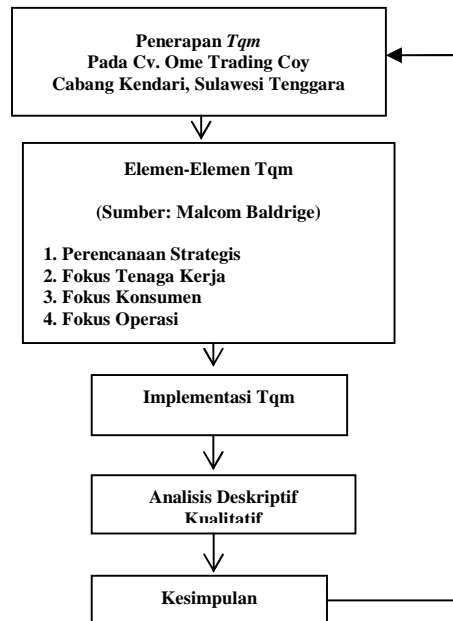 Penerapan Tqm
Pada Cv. Ome Trading Coy
Cabang Kendari, Sulawesi Tenggara
Elemen-Elemen Tqm
(Sumber: Malcom Baldrige)
1. Perencanaan Strategis
2. Fokus Tenaga Kerja
3. Fokus Konsumen
4. Fokus Operasi
Implementasi Tqm
Analisis Deskriptif
Kualitatif
Kesimpulan